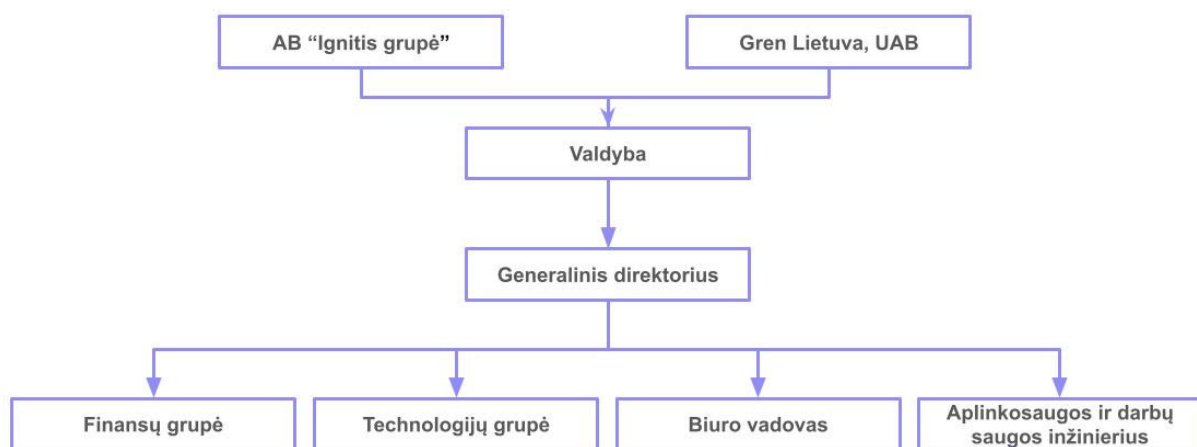 AB “Ignitis grupė”
Gren Lietuva, UAB
Valdyba
Generalinis direktorius
Finansų grupė
Technologijų grupė
Biuro vadovas
Aplinkosaugos ir darbų
saugos inžinierius